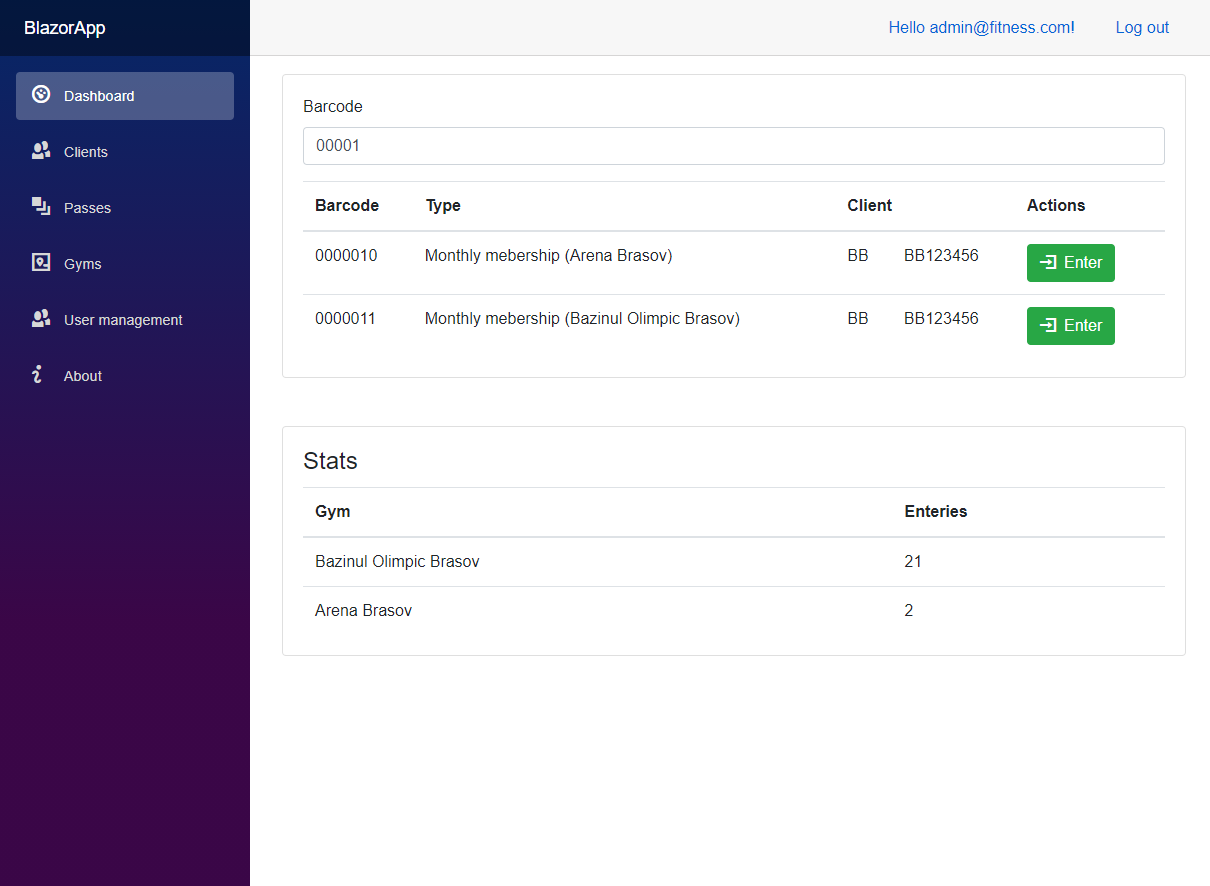 BlazorApp
Hello admin@fitness.com! Log out
Dashboard
Clients
Passes
Gyms
User management
About
Barcode
00001
Barcode Type Client Actions
0000010 Monthly mebership (Arena Brasov) BB BB123456 Enter
0000011 Monthly mebership (Bazinul Olimpic Brasov) BB BB123456 Enter
Stats
Gym Enteries
Bazinul Olimpic Brasov 21
Arena Brasov 2